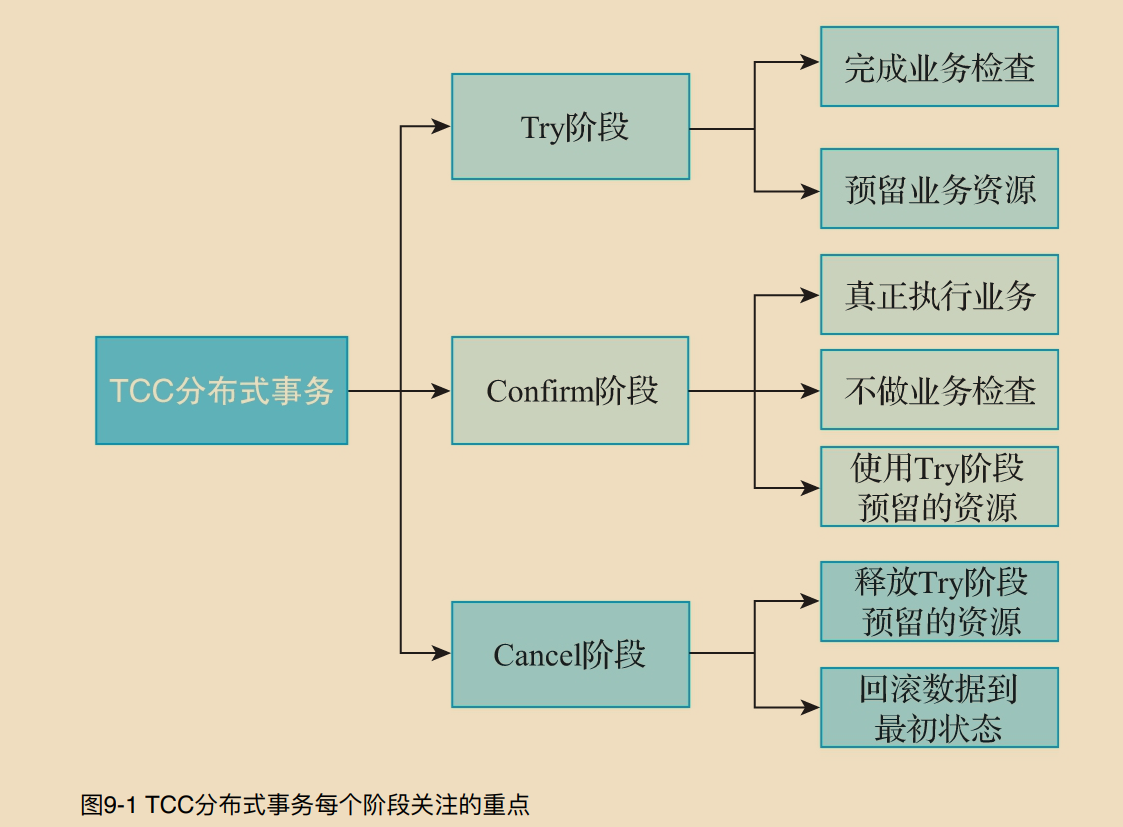 TCC分布式事务
Try阶段
完成业务检查
预留业务资源
Confirm阶段
真正执行业务
不做业务检查
使用Try阶段
预留的资源
Cancel阶段
释放Try阶段
预留的资源
回滚数据到
最初状态
图9-1 TCC分布式事务每个阶段关注的重点